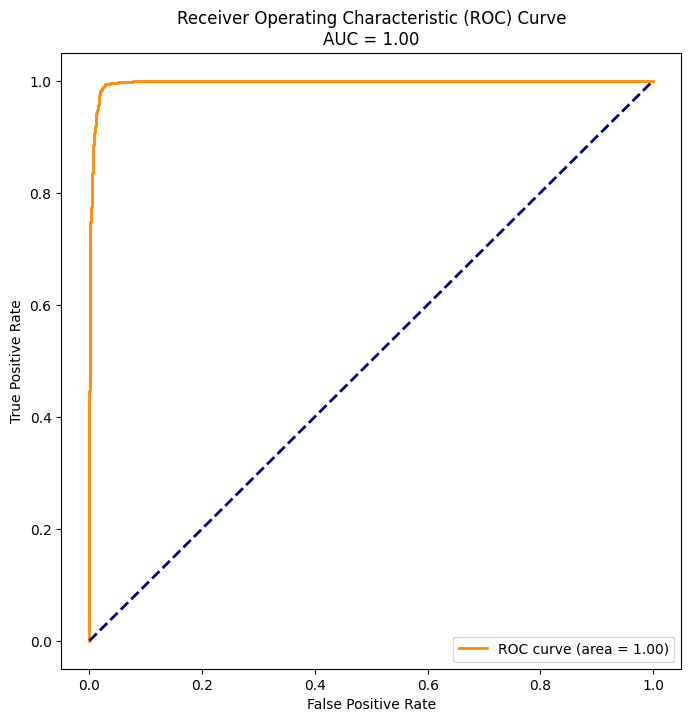 Receiver Operating Characteristic (ROC) Curve
AUC = 1.00
True Positive Rate
1.0
0.8
0.6
0.4
0.2
0.0
0.0 0.2 0.4 0.6 0.8 1.0
False Positive Rate
ROC curve (area = 1.00)